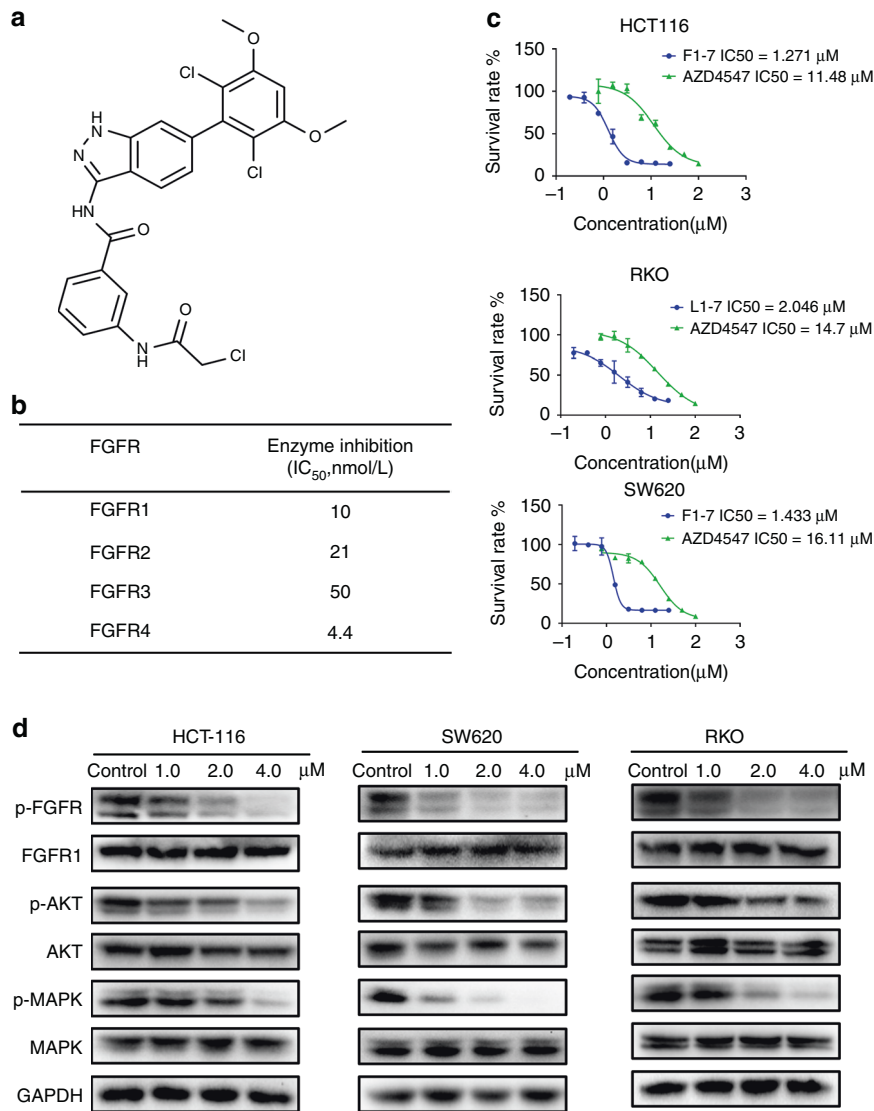 a
O
Cl
O
Cl
HN
N
HN
O
O
NH
Cl
b
FGFR
Enzyme inhibition
(IC50,nmol/L)
FGFR1 10
FGFR2 21
FGFR3 50
FGFR4 4.4
c
HCT116
F1-7 IC50 = 1.271 μM
AZD4547 IC50 = 11.48 μM
Survival rate %
150
100
50
0
–1 0 1 2 3
Concentration(μM)
RKO
L1-7 IC50 = 2.046 μM
AZD4547 IC50 = 14.7 μM
Survival rate %
150
100
50
0
–1 0 1 2 3
Concentration(μM)
SW620
F1-7 IC50 = 1.433 μM
AZD4547 IC50 = 16.11 μM
Survival rate %
150
100
50
0
–1 0 1 2 3
Concentration(μM)
d
HCT-116 SW620 RKO
Control 1.0 2.0 4.0 μM Control 1.0 2.0 4.0 μM Control 1.0 2.0 4.0 μM
p-FGFR
FGFR1
p-AKT
AKT
p-MAPK
MAPK
GAPDH